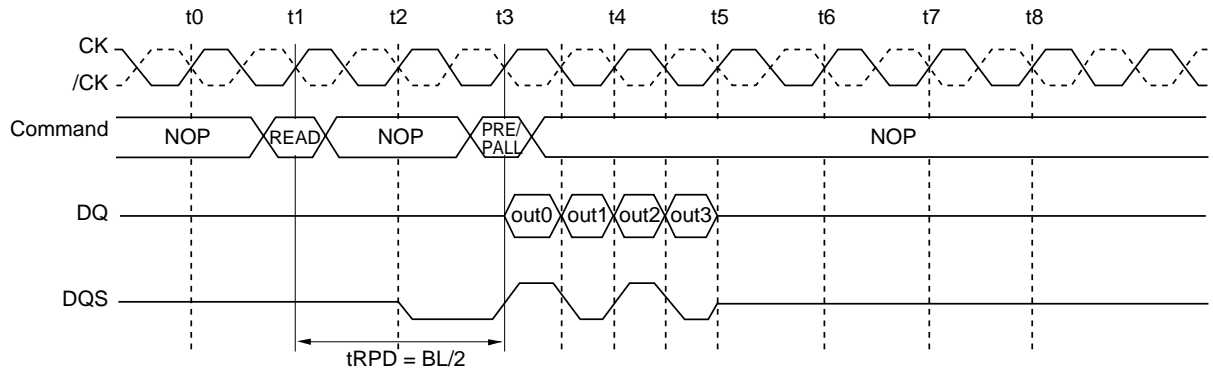 t0 t1 t2 t3 t4 t5 t6 t7 t8
CK
/CK
Command NOP READ NOP PRE/ PALL NOP
DQ out0 out1 out2 out3
DQS
tRPD = BL/2